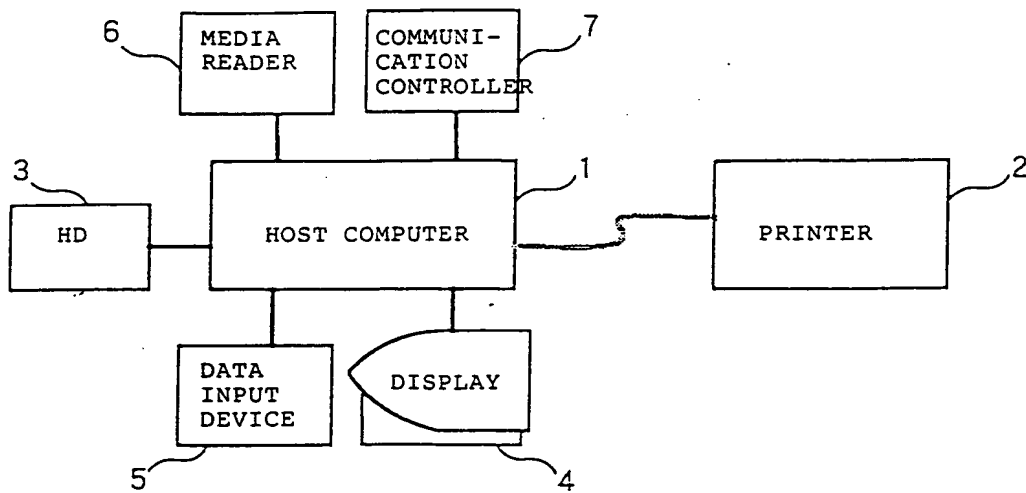 6
MEDIA
READER
COMMUNI-
CATION
CONTROLLER
7
3
HD
1
HOST COMPUTER
2
PRINTER
DATA
INPUT
DEVICE
5
DISPLAY
4